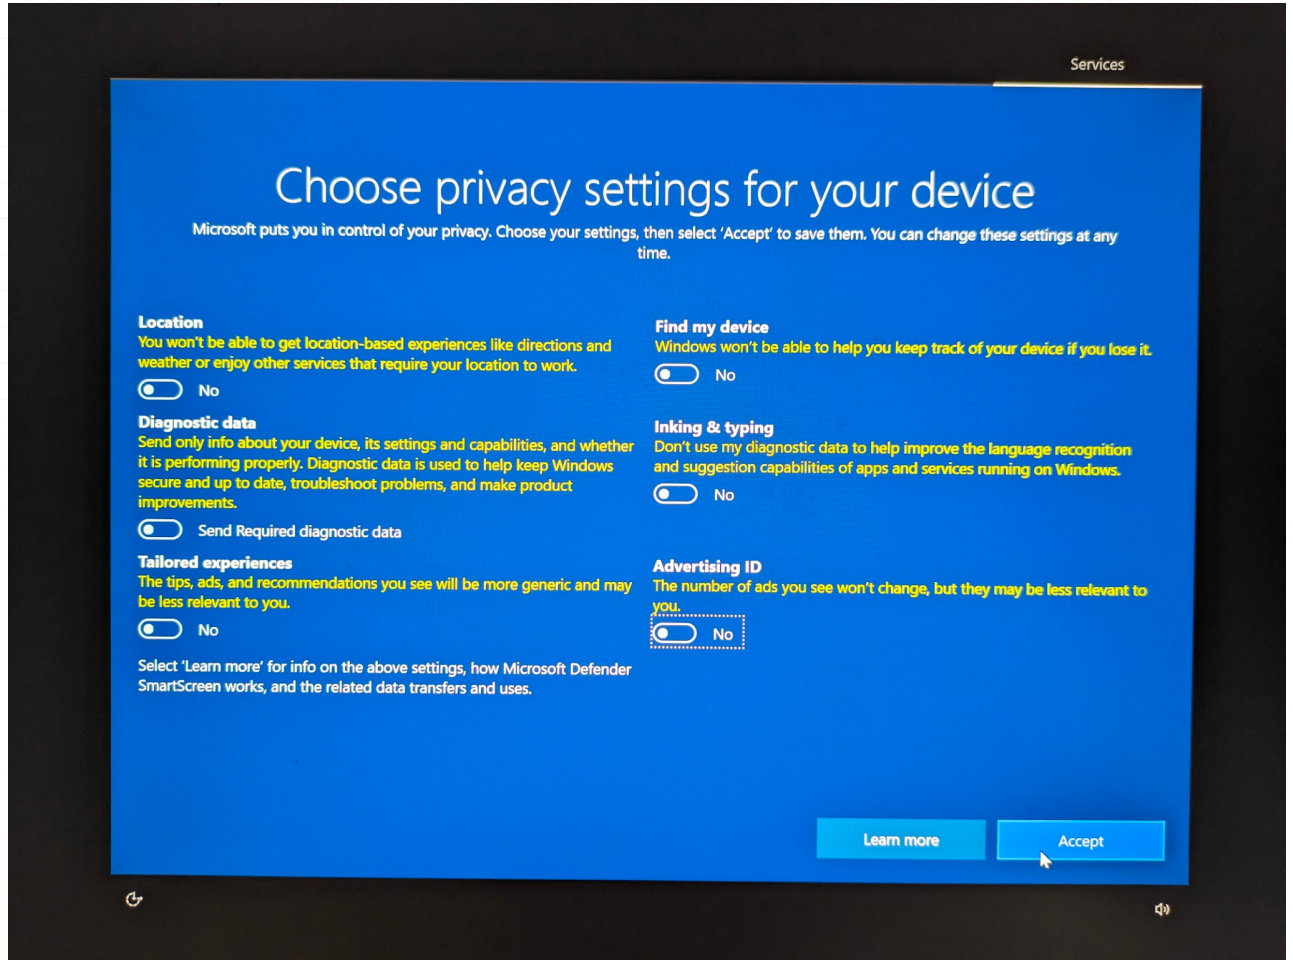 Services
Choose privacy settings for your device
Microsoft puts you in control of your privacy. Choose your settings, then select 'Accept' to save them. You can change these settings at any
time.
Location
You won't be able to get location-based experiences like directions and
weather or enjoy other services that require your location to work.
No
Diagnostic data
Send only info about your device, its settings and capabilities, and whether
it is performing properly. Diagnostic data is used to help keep Windows
secure and up to date, troubleshoot problems, and make product
improvements.
Send Required diagnostic data
Tailored experiences
The tips, ads, and recommendations you see will be more generic and may
be less relevant to you.
No
Select 'Learn more' for info on the above settings, how Microsoft Defender
SmartScreen works, and the related data transfers and uses.
Find my device
Windows won't be able to help you keep track of your device if you lose it.
No
Inking & typing
Don't use my diagnostic data to help improve the language recognition
and suggestion capabilities of apps and services running on Windows.
No
Advertising ID
The number of ads you see won't change, but they may be less relevant to
you.
No
Learn more
Accept